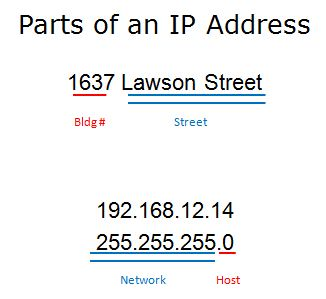 Parts of an IP Address
1637 Lawson Street
Bldg # Street
192.168.12.14
255.255.255.0
Network Host